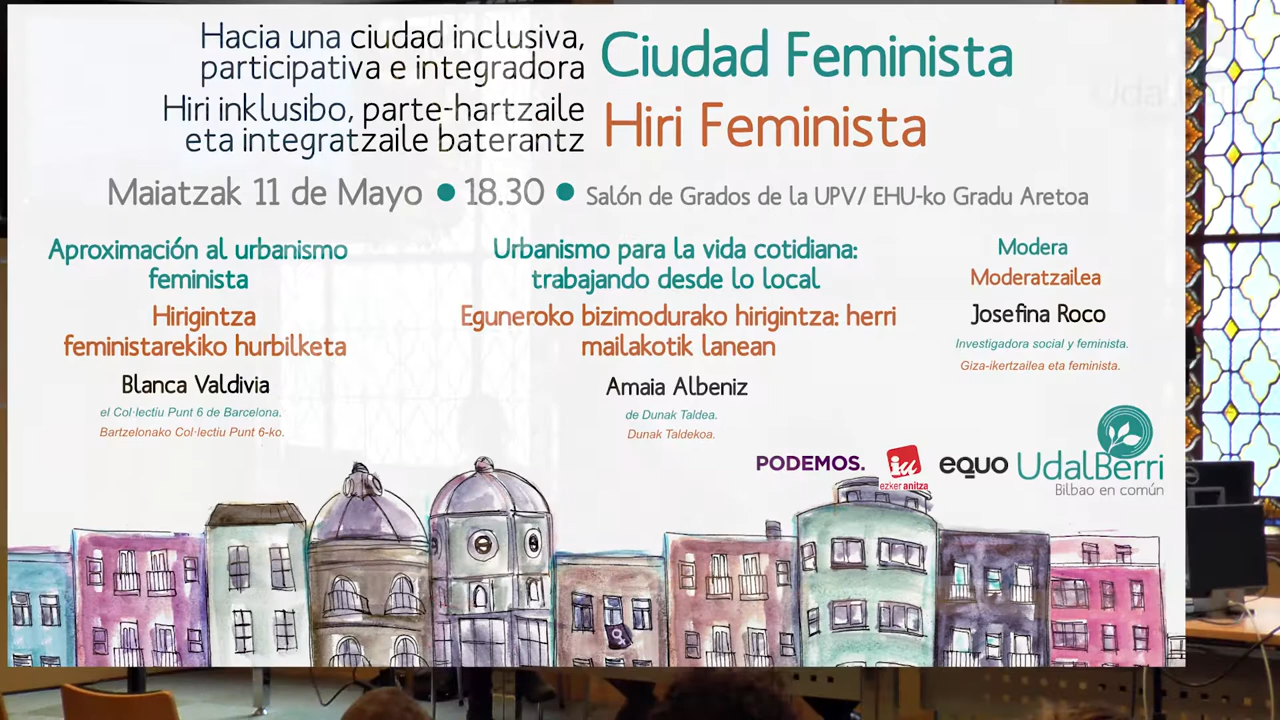 Hacia una ciudad inclusiva,
participativa e integradora
Ciudad Feminista
Hiri inklusibo, parte-hartzaile
eta integratzaile baterantz
Hiri Feminista
Maiatzak 11 de Mayo • 18.30 • Salón de Grados de la UPV/ EHU-ko Gradu Aretoa
Aproximación al urbanismo
feminista
Hirigintza
feministarekiko hurbilketa
Blanca Valdivia
el Col·lectiu Punt 6 de Barcelona.
Bartzelonako Col·lectiu Punt 6-ko.
Urbanismo para la vida cotidiana:
trabajando desde lo local
Eguneroko bizimodurako hirigintza: herri
mailakotik lanean
Amaia Albeniz
de Dunak Taldea.
Dunak Taldekoa.
Modera
Moderatzailea
Josefina Roco
Investigadora social y feminista.
Giza-ikertzailea eta feminista.
PODEMOS.
iu
ezker anitza
equo
UdalBerri
Bilbao en común